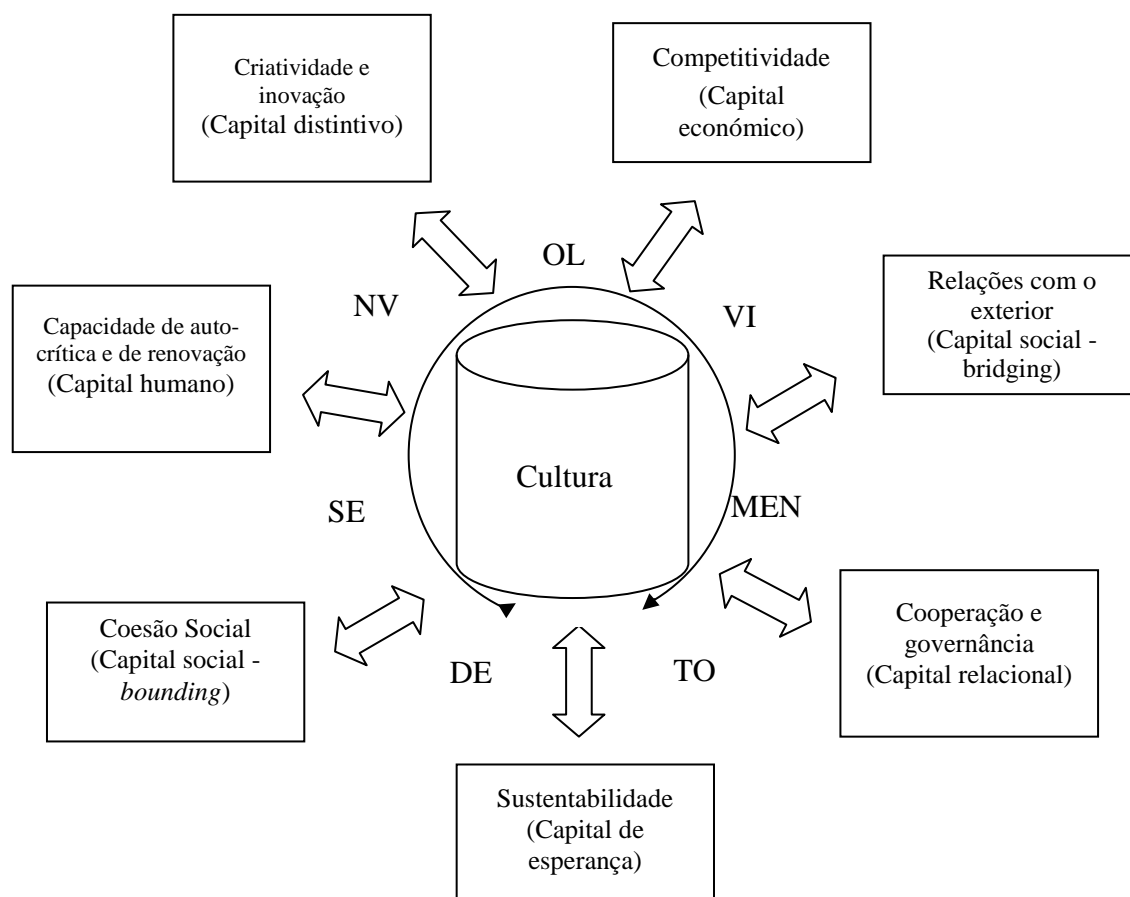 Criatividade e
inovação
(Capital distintivo)
Competitividade
(Capital
económico)
OL
NV
VI
Relações com o
exterior
(Capital social -
bridging)
Capacidade de auto-
crítica e de renovação
(Capital humano)
Cultura
SE
MEN
Coesão Social
(Capital social -
bounding)
Cooperação e
governância
(Capital relacional)
DE
TO
Sustentabilidade
(Capital de
esperança)